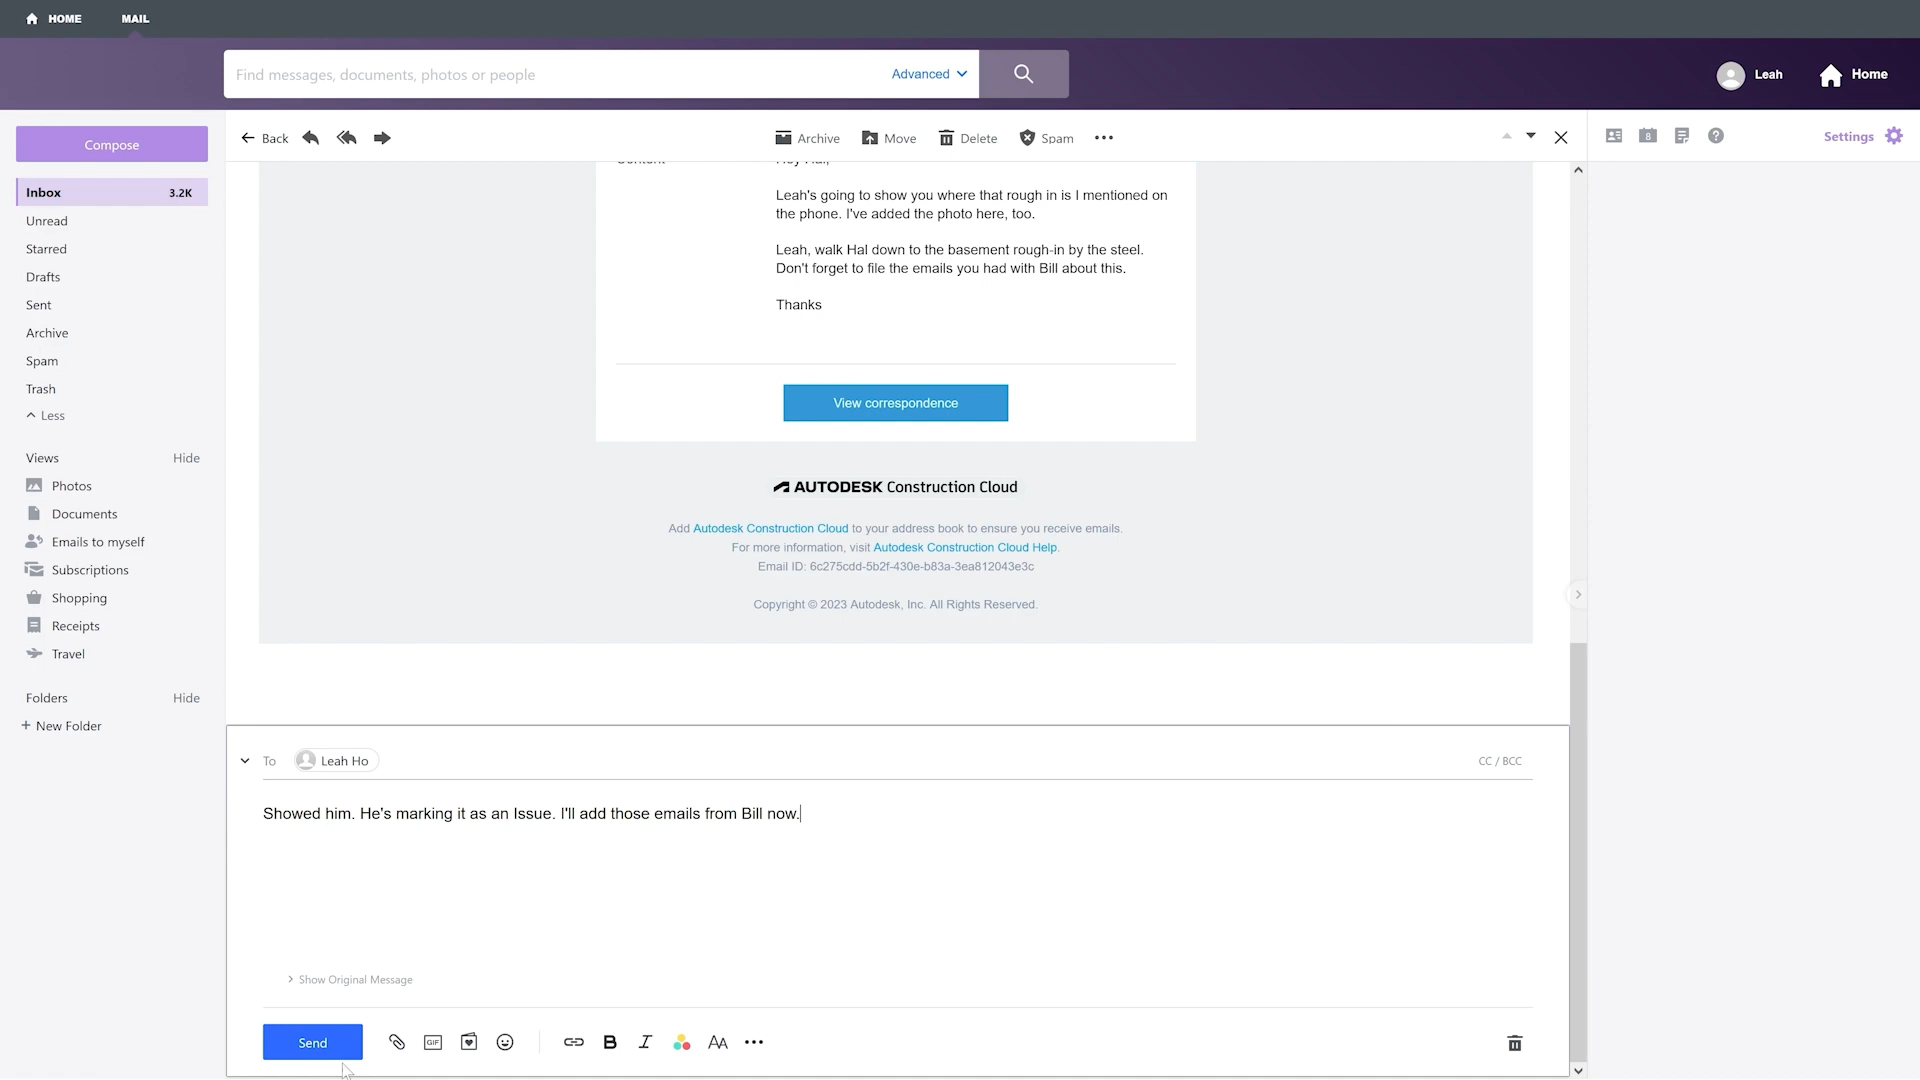 HOME
MAIL
Find messages, documents, photos or people
Advanced
Leah
Home
Compose
Back
Archive
Move
Delete
Spam
8
Settings
Inbox 3.2K
Unread
Starred
Drafts
Sent
Archive
Spam
Trash
Less
Views Hide
Photos
Documents
Emails to myself
Subscriptions
Shopping
Receipts
Travel
Folders Hide
+ New Folder
Leah's going to show you where that rough in is I mentioned on
the phone. I've added the photo here, too.
Leah, walk Hal down to the basement rough-in by the steel.
Don't forget to file the emails you had with Bill about this.
Thanks
View correspondence
AUTODESK Construction Cloud
Add Autodesk Construction Cloud to your address book to ensure you receive emails.
For more information, visit Autodesk Construction Cloud Help.
Email ID: 6c275cdd-5b2f-430e-b83a-3ea812043e3c
Copyright © 2023 Autodesk, Inc. All Rights Reserved.
To Leah Ho
CC / BCC
Showed him. He's marking it as an Issue. I'll add those emails from Bill now.
Show Original Message
Send
GIF
B
I
AA